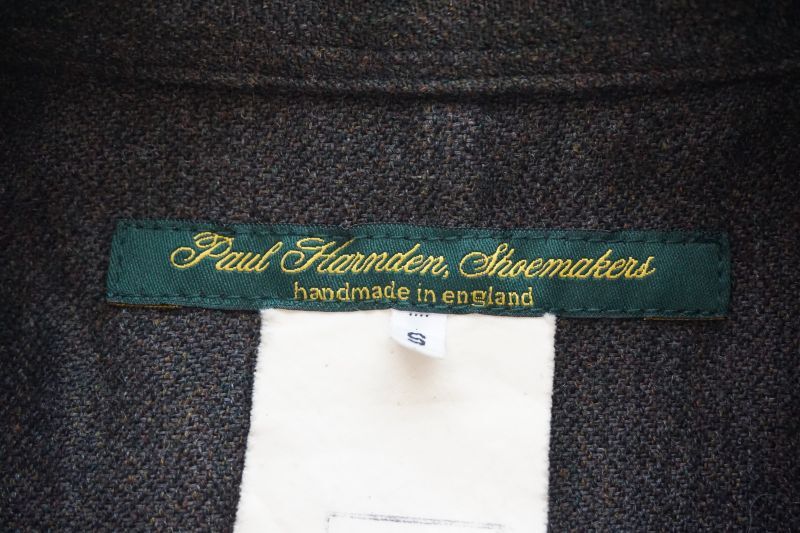 Paul Harnden, Shoemakers
handmade in england
S